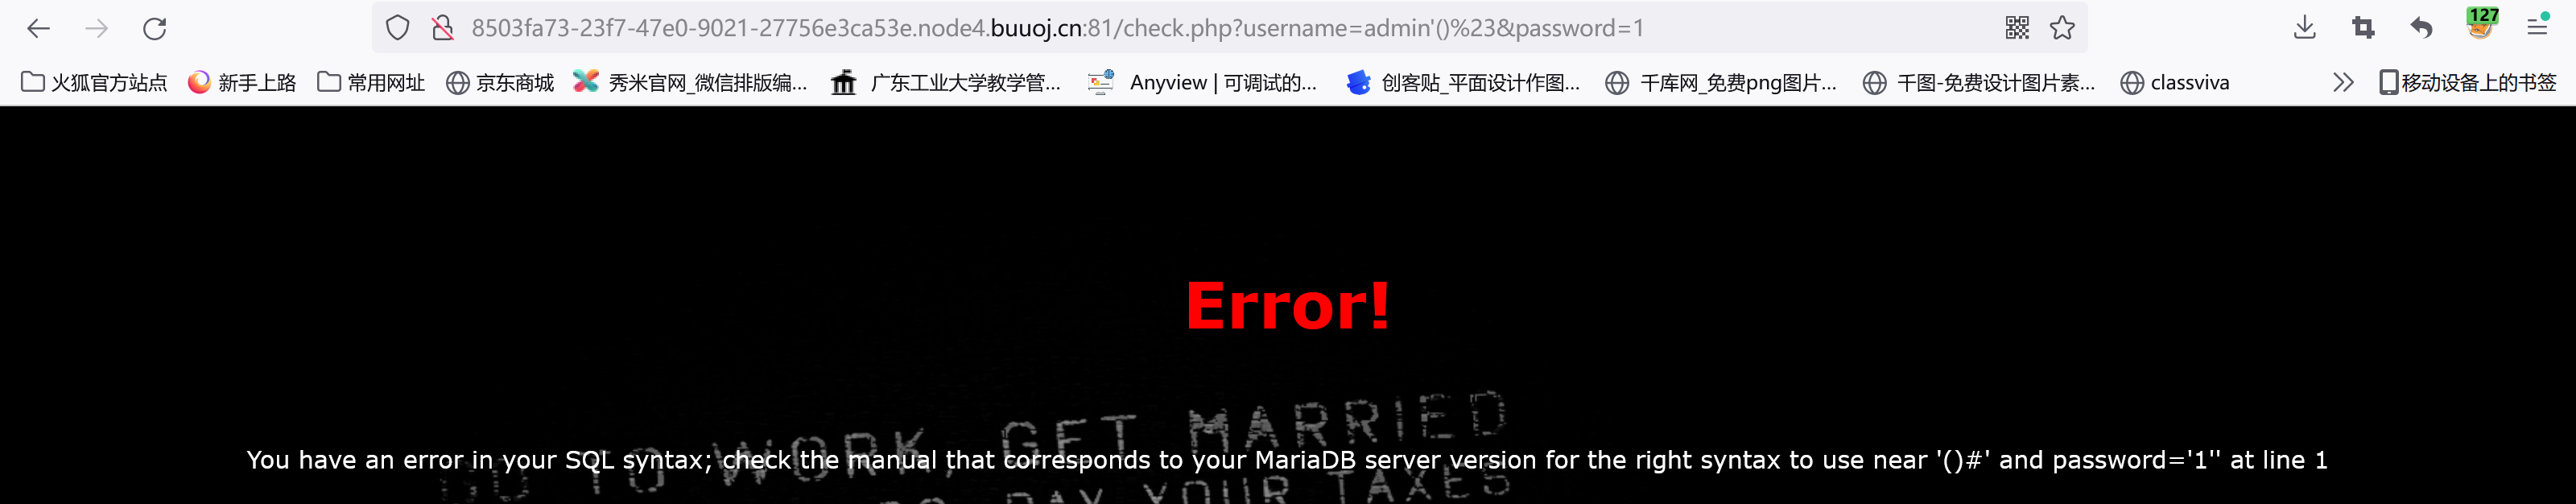 8503fa73-23f7-47e0-9021-27756e3ca53e.node4.buuoj.cn:81/check.php?username=admin'()%23&password=1
127
火狐官方站点 新手上路 常用网址 京东商城 秀米官网_微信排版编... 广东工业大学教学管... Anyview | 可调试的... 创客贴_平面设计作图... 千库网_免费png图片... 千图-免费设计图片素... classviva 移动设备上的书签
Error!
GO TO WORK, GET MARRIED
You have an error in your SQL syntax; check the manual that corresponds to your MariaDB server version for the right syntax to use near '()#' and password='1'' at line 1
PAY YOUR TAXES